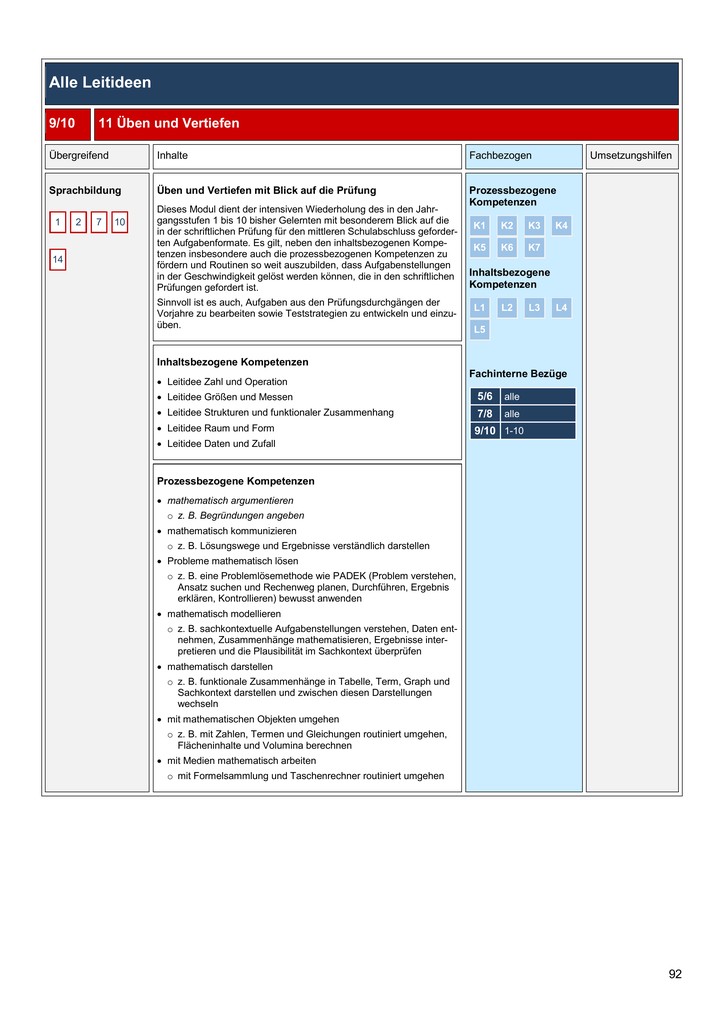 Alle Leitideen
9/10 11 Üben und Vertiefen
Übergreifend Inhalte Fachbezogen Umsetzungshilfen
Sprachbildung
1 2 7 10
14
Üben und Vertiefen mit Blick auf die Prüfung
Dieses Modul dient der intensiven Wiederholung des in den Jahr-
gangsstufen 1 bis 10 bisher Gelernten mit besonderem Blick auf die
in der schriftlichen Prüfung für den mittleren Schulabschluss geforder-
ten Aufgabenformate. Es gilt, neben den inhaltsbezogenen Kompe-
tenzen insbesondere auch die prozessbezogenen Kompetenzen zu
fördern und Routinen so weit auszubilden, dass Aufgabenstellungen
in der Geschwindigkeit gelöst werden können, die in den schriftlichen
Prüfungen gefordert ist.
Sinnvoll ist es auch, Aufgaben aus den Prüfungsdurchgängen der
Vorjahre zu bearbeiten sowie Teststrategien zu entwickeln und einzu-
üben.
Inhaltsbezogene Kompetenzen
• Leitidee Zahl und Operation
• Leitidee Größen und Messen
• Leitidee Strukturen und funktionaler Zusammenhang
• Leitidee Raum und Form
• Leitidee Daten und Zufall
Prozessbezogene Kompetenzen
• mathematisch argumentieren
o z. B. Begründungen angeben
• mathematisch kommunizieren
o z. B. Lösungswege und Ergebnisse verständlich darstellen
• Probleme mathematisch lösen
o z. B. eine Problemlösemethode wie PADEK (Problem verstehen,
Ansatz suchen und Rechenweg planen, Durchführen, Ergebnis
erklären, Kontrollieren) bewusst anwenden
• mathematisch modellieren
o z. B. sachkontextuelle Aufgabenstellungen verstehen, Daten ent-
nehmen, Zusammenhänge mathematisieren, Ergebnisse inter-
pretieren und die Plausibilität im Sachkontext überprüfen
• mathematisch darstellen
o z. B. funktionale Zusammenhänge in Tabelle, Term, Graph und
Sachkontext darstellen und zwischen diesen Darstellungen
wechseln
• mit mathematischen Objekten umgehen
o z. B. mit Zahlen, Termen und Gleichungen routiniert umgehen,
Flächeninhalte und Volumina berechnen
• mit Medien mathematisch arbeiten
o mit Formelsammlung und Taschenrechner routiniert umgehen
Prozessbezogene
Kompetenzen
K1 K2 K3 K4
K5 K6 K7
Inhaltsbezogene
Kompetenzen
L1 L2 L3 L4
L5
Fachinterne Bezüge
5/6 alle
7/8 alle
9/10 1-10
92